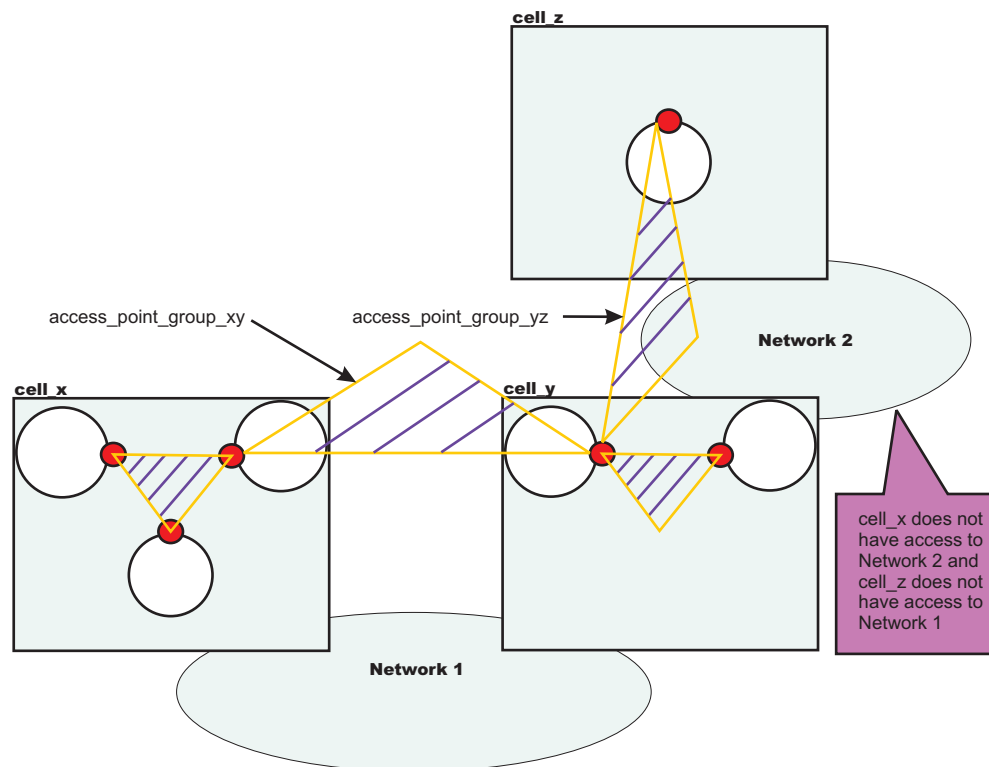 cell_z
access_point_group_xy
access_point_group_yz
Network 2
cell_x
cell_y
cell_x does not
have access to
Network 2 and
cell_z does not
have access to
Network 1
Network 1